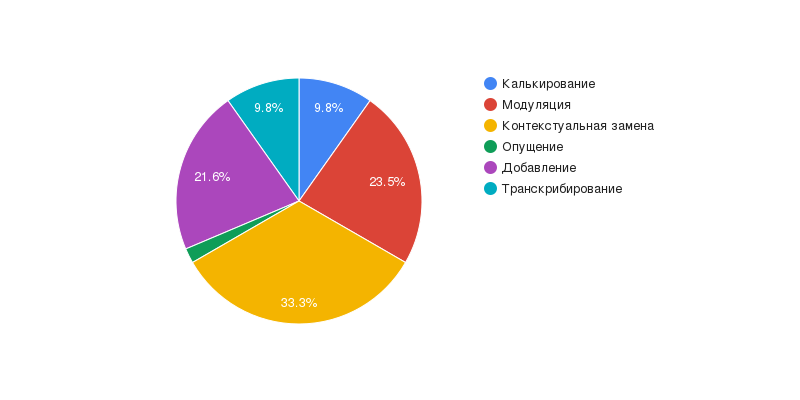 9.8%
9.8%
23.5%
21.6%
33.3%
Калькирование
Модуляция
Контекстуальная замена
Опущение
Добавление
Транскрибирование